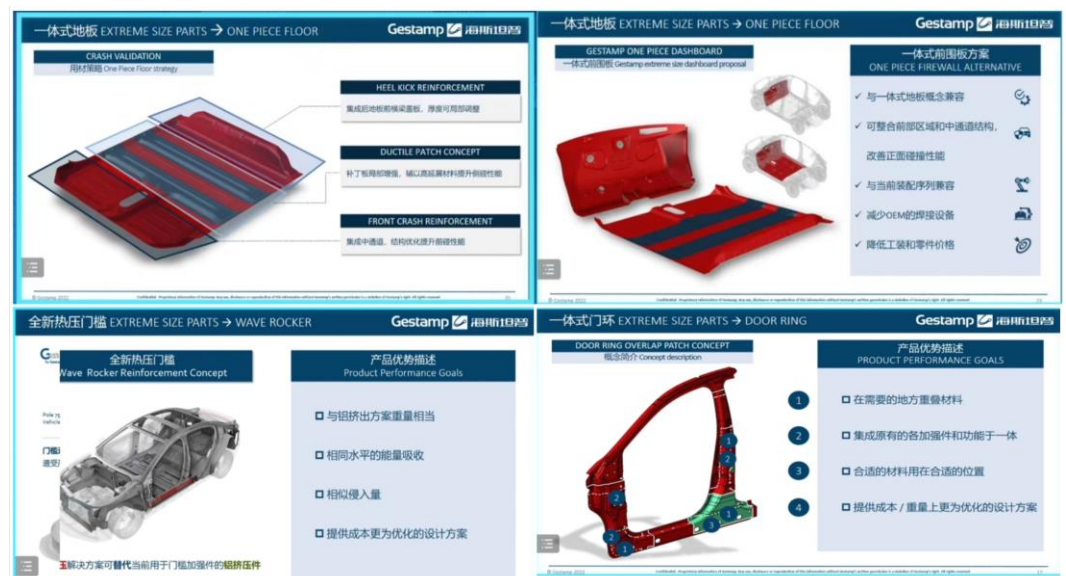 一体式地板 EXTREME SIZE PARTS → ONE PIECE FLOOR
Gestamp 海斯坦普
CRASH VALIDATION
用材策略 One Piece Floor strategy
HEEL KICK REINFORCEMENT
集成后地板前横梁盖板，厚度可局部调整
DUCTILE PATCH CONCEPT
补丁板局部增强，辅以高延展材料提升侧碰性能
FRONT CRASH REINFORCEMENT
集成中通道、结构优化提升前碰性能
© Gestamp 2022
一体式地板 EXTREME SIZE PARTS → ONE PIECE FLOOR
Gestamp 海斯坦普
GESTAMP ONE PIECE DASHBOARD
一体式前围板 Gestamp extreme size dashboard proposal
一体式前围板方案
ONE PIECE FIREWALL ALTERNATIVE
✓ 与一体式地板概念兼容
✓ 可整合前部区域和中通道结构，
改善正面碰撞性能
✓ 与当前装配序列兼容
✓ 减少OEM的焊接设备
✓ 降低工装和零件价格
© Gestamp 2022
全新热压门槛 EXTREME SIZE PARTS → WAVE ROCKER
Gestamp 海斯坦普
全新热压门槛
Wave Rocker Reinforcement Concept
产品优势描述
Product Performance Goals
与铝挤出方案重量相当
相同水平的能量吸收
相似侵入量
提供成本更为优化的设计方案
解决方案可替代当前用于门槛加强件的铝挤压件
一体式门环 EXTREME SIZE PARTS → DOOR RING
Gestamp 海斯坦普
DOOR RING OVERLAP PATCH CONCEPT
概念简介 Concept description
产品优势描述
PRODUCT PERFORMANCE GOALS
1 在需要的地方重叠材料
2 集成原有的各加强件和功能于一体
3 合适的材料用在合适的位置
4 提供成本 / 重量上更为优化的设计方案
1
2
2
1
3
2
1
© Gestamp 2022